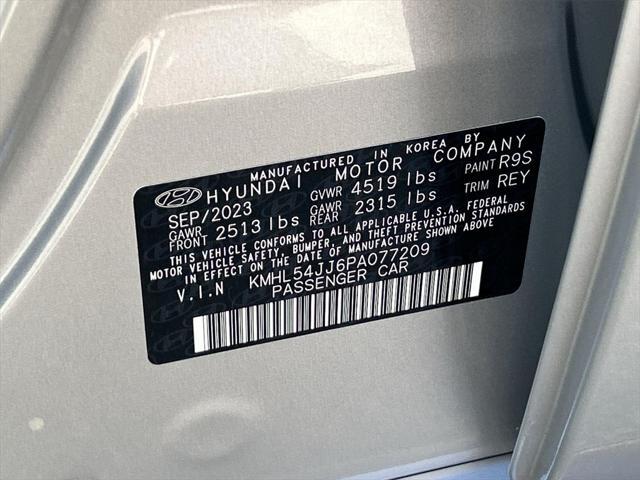 MANUFACTURED IN KOREA BY
HYUNDAI MOTOR COMPANY
SEP/2023 GVWR 4519 lbs PAINT R9S
GAWR FRONT 2513 lbs GAWR REAR 2315 lbs TRIM REY
THIS VEHICLE CONFORMS TO ALL APPLICABLE U.S.A. FEDERAL
MOTOR VEHICLE SAFETY, BUMPER, AND THEFT PREVENTION STANDARDS
IN EFFECT ON THE DATE OF MANUFACTURE SHOWN ABOVE
V.I.N KMHL54JJ6PA077209
PASSENGER CAR